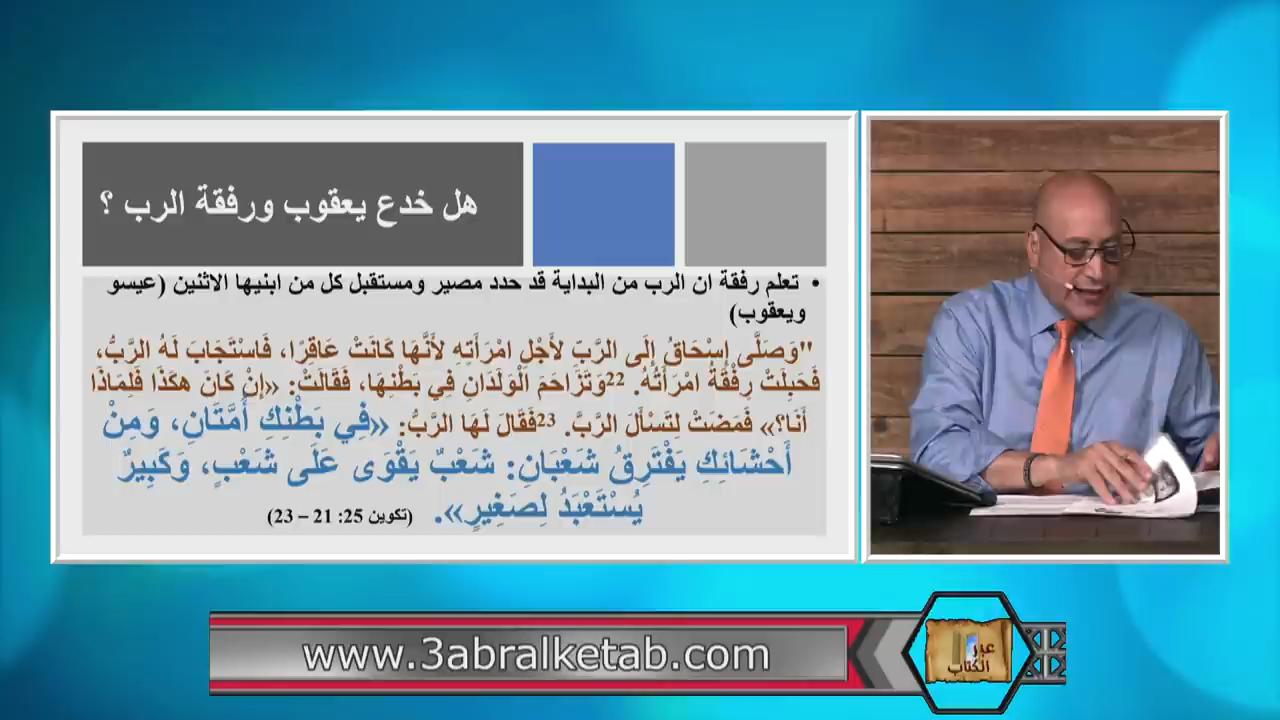 هل خدع يعقوب ورفقة الرب ؟
• تعلم رفقة ان الرب من البداية قد حدد مصير ومستقبل كل من ابنيها الاثنين (عيسو
ويعقوب)
"وَصَلَّى إِسْحَاقُ إِلَى الرَّبِّ لأَجْلِ امْرَأَتِهِ لأَنَّهَا كَانَتْ عَاقِرًا، فَاسْتَجَابَ لَهُ الرَّبُّ،
فَحَبِلَتْ رِفْقَةُ امْرَأَتُهُ. 22وَتَزَاحَمَ الْوَلَدَانِ فِي بَطْنِهَا، فَقَالَتْ: «إِنْ كَانَ هكَذَا فَلِمَاذَا
أَنَا؟» فَمَضَتْ لِتَسْأَلَ الرَّبَّ. 23فَقَالَ لَهَا الرَّبُّ: «فِي بَطْنِكِ أُمَّتَانِ، وَمِنْ
أَحْشَائِكِ يَفْتَرِقُ شَعْبَانِ: شَعْبٌ يَقْوَى عَلَى شَعْبٍ، وَكَبِيرٌ
يُسْتَعْبَدُ لِصَغِيرٍ». (تكوين 25: 21 – 23)
www.3abralketab.com
عبر
الكتاب